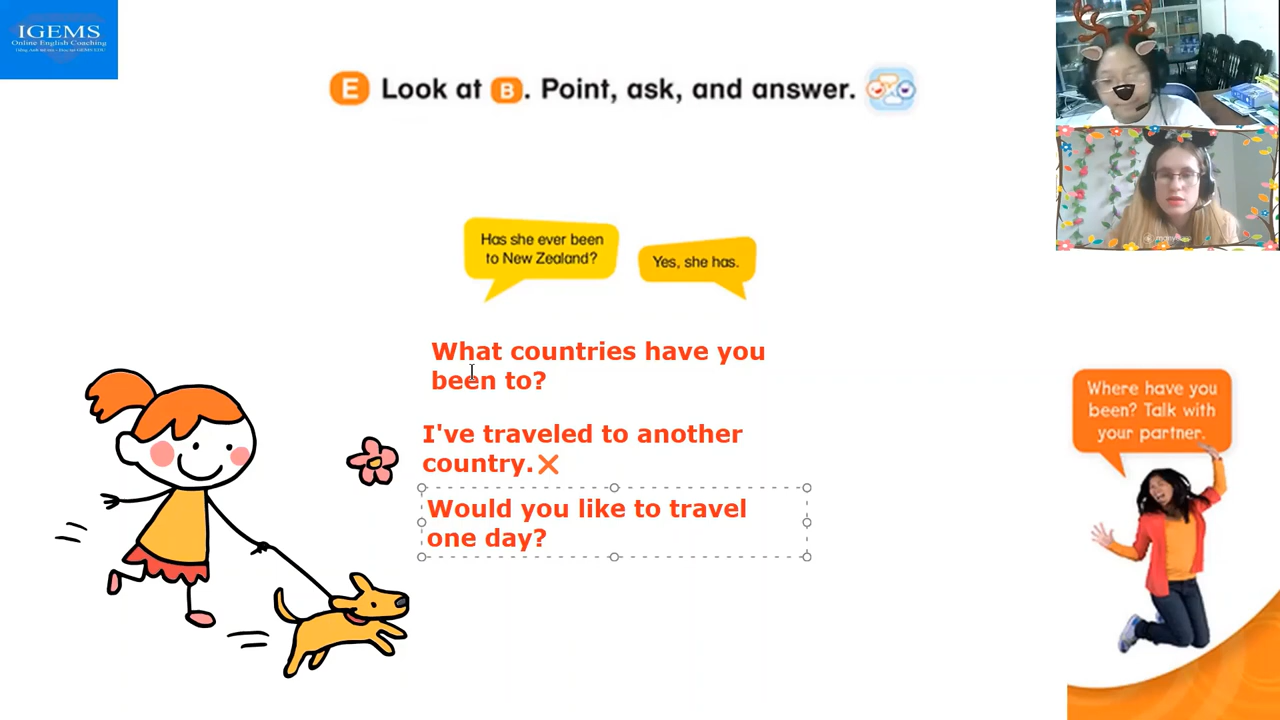 IGEMS
Online English Coaching
E Look at B. Point, ask, and answer.
Has she ever been
to New Zealand?
Yes, she has.
What countries have you
been to?
I've traveled to another
country.
Would you like to travel
one day?
Where have you
been? Talk with
your partner.